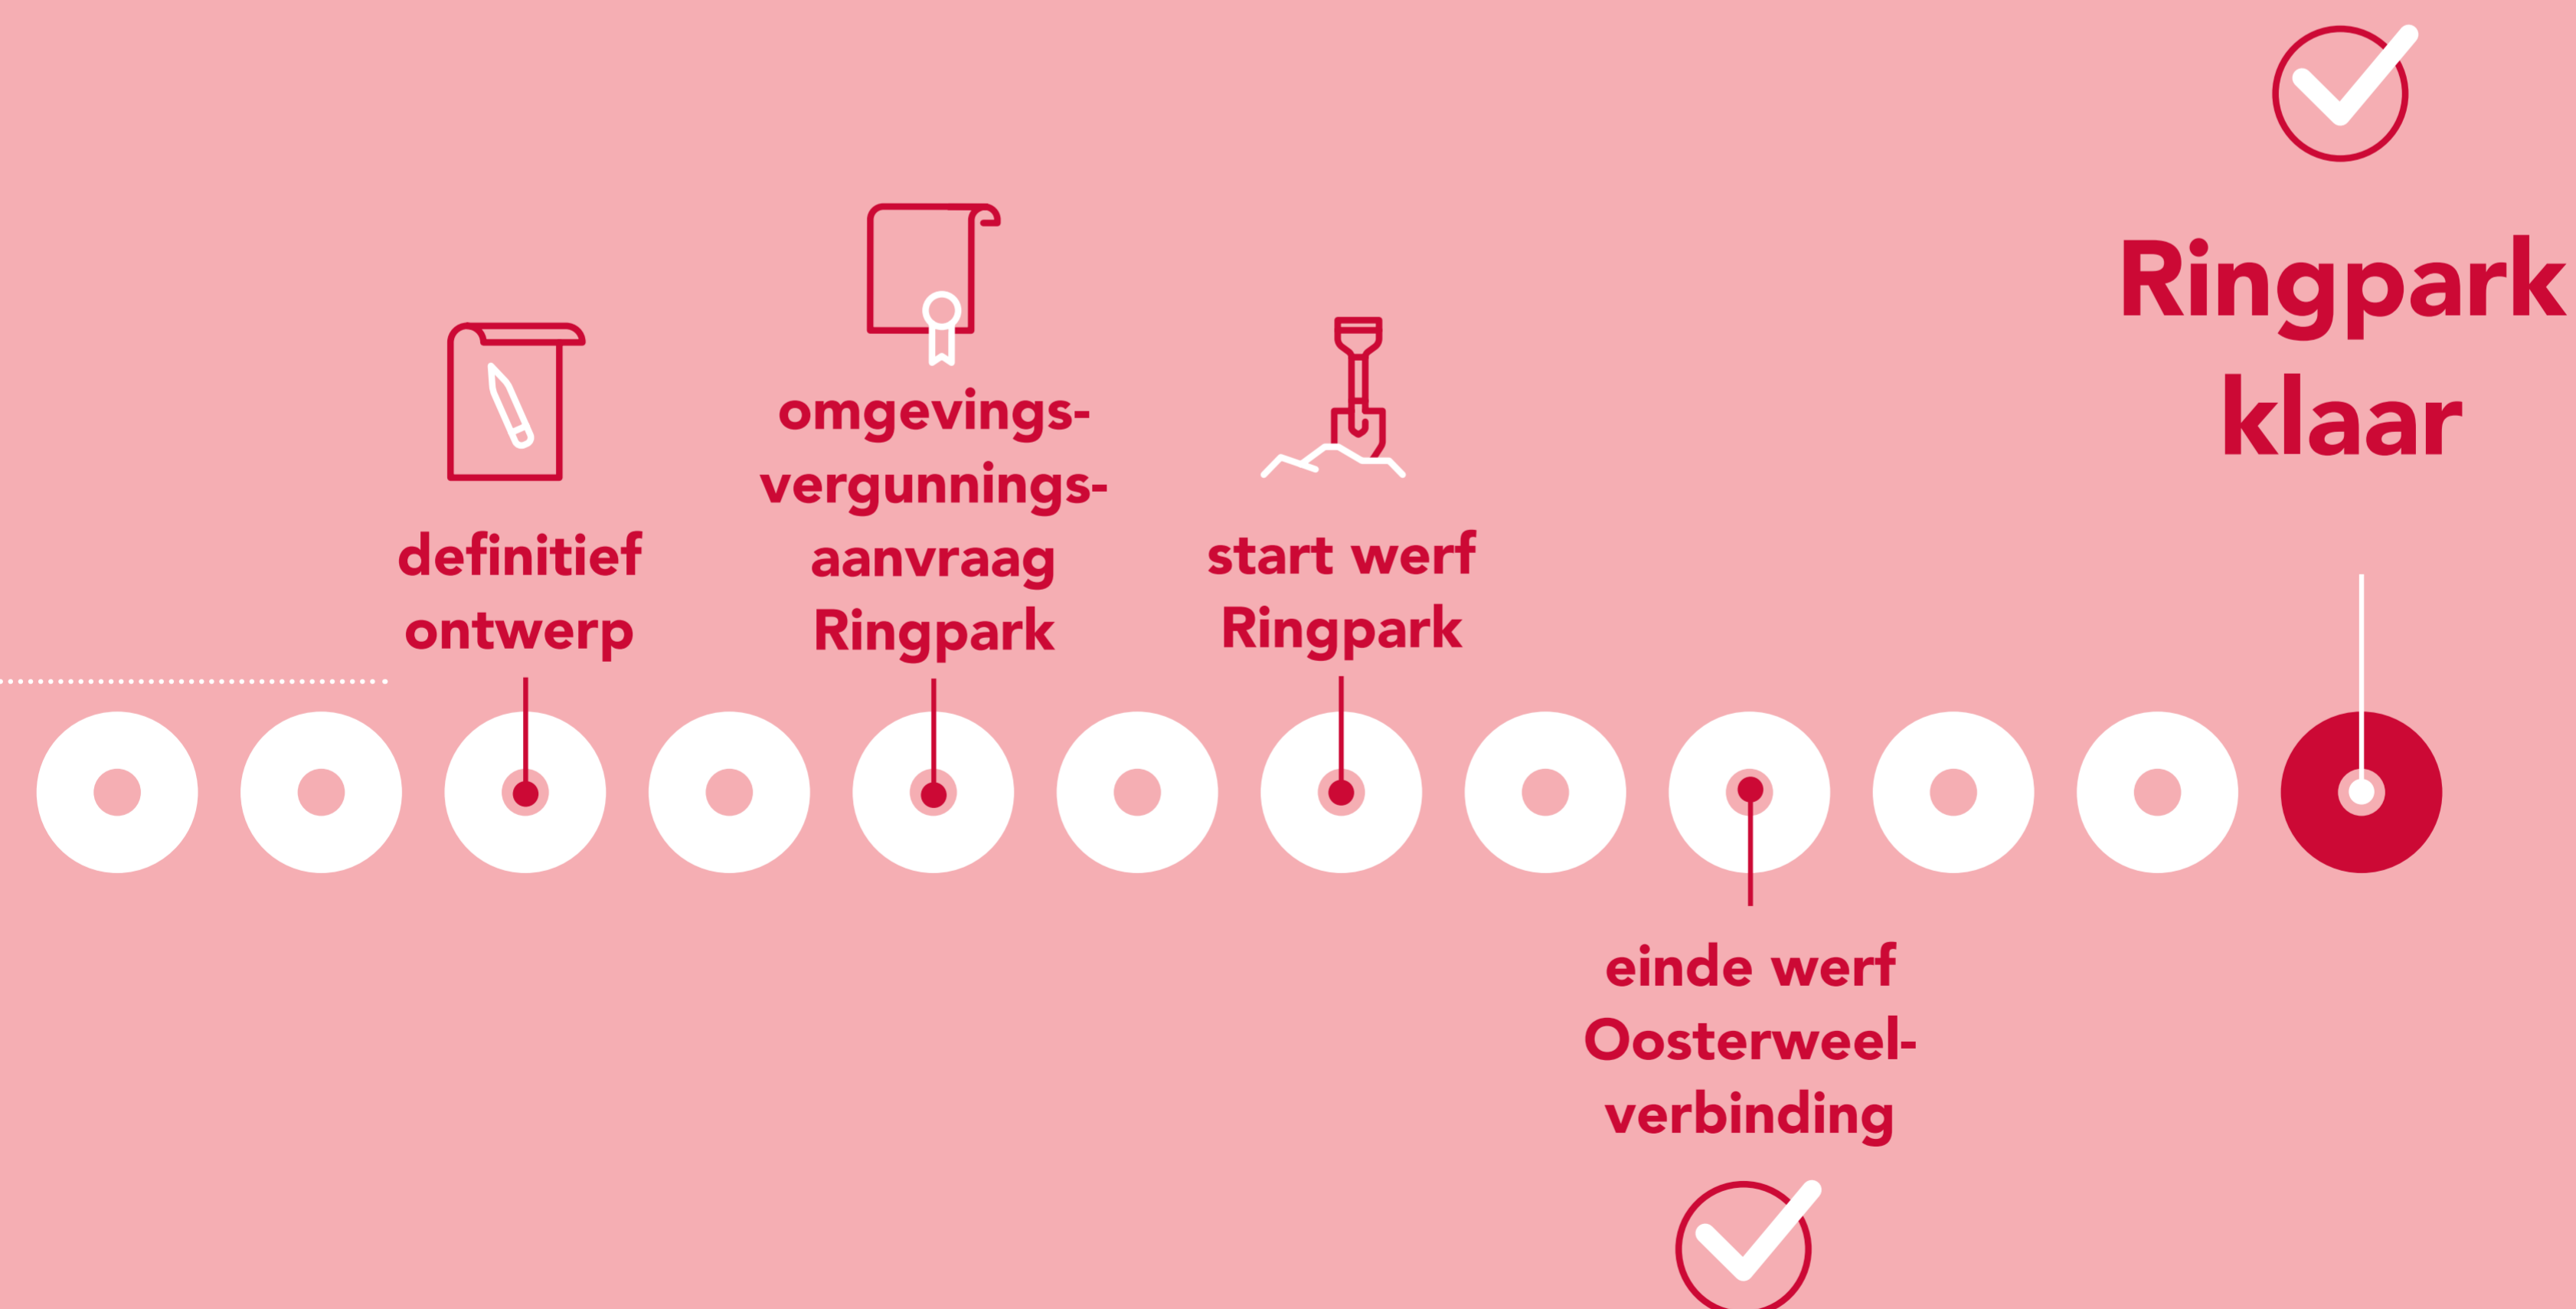 definitief
ontwerp
omgevings-
vergunnings-
aanvraag
Ringpark
start werf
Ringpark
einde werf
Oosterweel-
verbinding
Ringpark
klaar